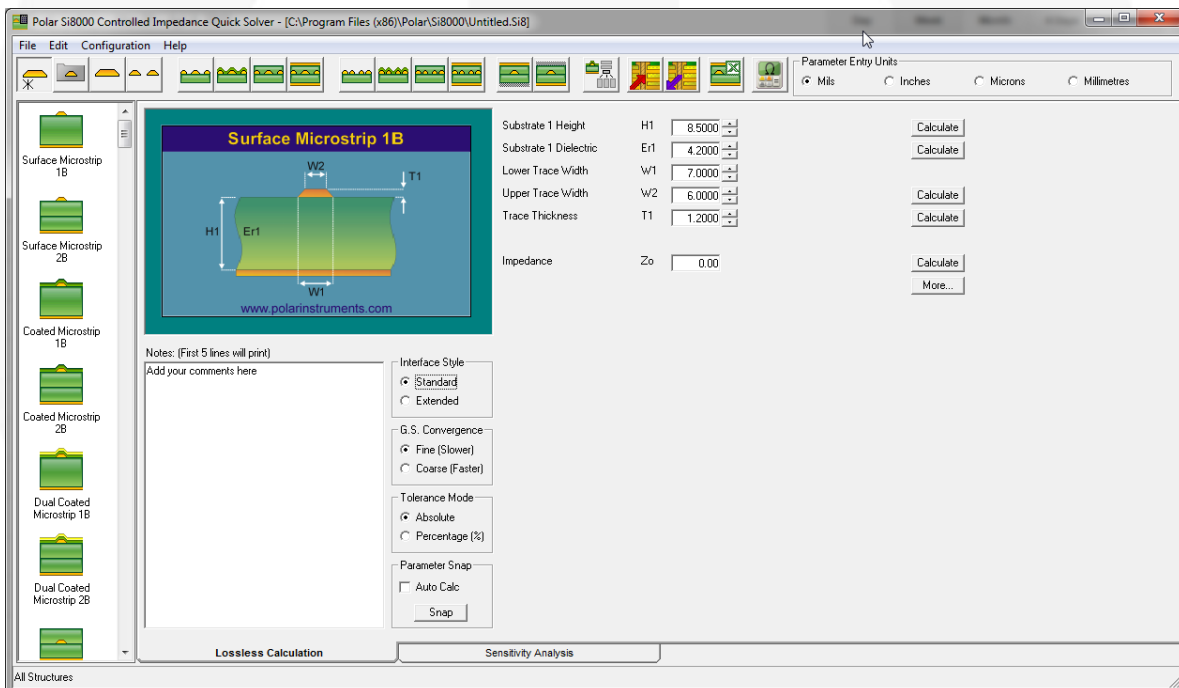 Polar Si8000 Controlled Impedance Quick Solver - [C:\Program Files (x86)\Polar\Si8000\Untitled.Si8]
File Edit Configuration Help
Parameter Entry Units
Mils Inches Microns Millimetres
Surface Microstrip
1B
Surface Microstrip
2B
Coated Microstrip
1B
Coated Microstrip
2B
Dual Coated
Microstrip 1B
Dual Coated
Microstrip 2B
Surface Microstrip 1B
W2
T1
H1 Er1
W1
www.polarinstruments.com
Substrate 1 Height H1 8.5000 Calculate
Substrate 1 Dielectric Er1 4.2000 Calculate
Lower Trace Width W1 7.0000
Upper Trace Width W2 6.0000 Calculate
Trace Thickness T1 1.2000 Calculate
Impedance Zo 0.00 Calculate
More...
Notes: (First 5 lines will print)
Add your comments here
Interface Style
Standard
Extended
G.S. Convergence
Fine (Slower)
Coarse (Faster)
Tolerance Mode
Absolute
Percentage (%)
Parameter Snap
Auto Calc
Snap
Lossless Calculation Sensitivity Analysis
All Structures